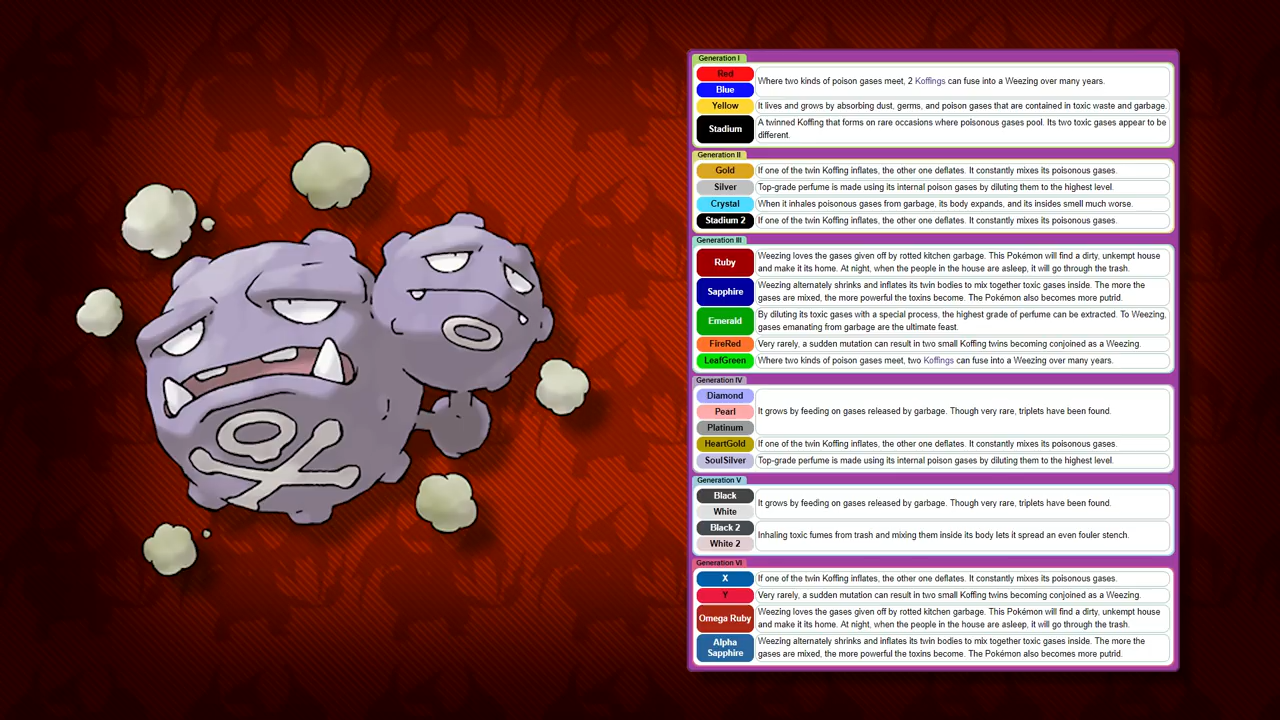 Generation I
Red
Blue
Where two kinds of poison gases meet, 2 Koffings can fuse into a Weezing over many years.
Yellow
It lives and grows by absorbing dust, germs, and poison gases that are contained in toxic waste and garbage.
Stadium
A twinned Koffing that forms on rare occasions where poisonous gases pool. Its two toxic gases appear to be
different.
Generation II
Gold
If one of the twin Koffing inflates, the other one deflates. It constantly mixes its poisonous gases.
Silver
Top-grade perfume is made using its internal poison gases by diluting them to the highest level.
Crystal
When it inhales poisonous gases from garbage, its body expands, and its insides smell much worse.
Stadium 2
If one of the twin Koffing inflates, the other one deflates. It constantly mixes its poisonous gases.
Generation III
Ruby
Weezing loves the gases given off by rotted kitchen garbage. This Pokémon will find a dirty, unkempt house
and make it its home. At night, when the people in the house are asleep, it will go through the trash.
Sapphire
Weezing alternately shrinks and inflates its twin bodies to mix together toxic gases inside. The more the
gases are mixed, the more powerful the toxins become. The Pokémon also becomes more putrid.
Emerald
By diluting its toxic gases with a special process, the highest grade of perfume can be extracted. To Weezing,
gases emanating from garbage are the ultimate feast.
FireRed
Very rarely, a sudden mutation can result in two small Koffing twins becoming conjoined as a Weezing.
LeafGreen
Where two kinds of poison gases meet, two Koffings can fuse into a Weezing over many years.
Generation IV
Diamond
Pearl
Platinum
It grows by feeding on gases released by garbage. Though very rare, triplets have been found.
HeartGold
If one of the twin Koffing inflates, the other one deflates. It constantly mixes its poisonous gases.
SoulSilver
Top-grade perfume is made using its internal poison gases by diluting them to the highest level.
Generation V
Black
White
It grows by feeding on gases released by garbage. Though very rare, triplets have been found.
Black 2
White 2
Inhaling toxic fumes from trash and mixing them inside its body lets it spread an even fouler stench.
Generation VI
X
If one of the twin Koffing inflates, the other one deflates. It constantly mixes its poisonous gases.
Y
Very rarely, a sudden mutation can result in two small Koffing twins becoming conjoined as a Weezing.
Omega Ruby
Weezing loves the gases given off by rotted kitchen garbage. This Pokémon will find a dirty, unkempt house
and make it its home. At night, when the people in the house are asleep, it will go through the trash.
Alpha
Sapphire
Weezing alternately shrinks and inflates its twin bodies to mix together toxic gases inside. The more the
gases are mixed, the more powerful the toxins become. The Pokémon also becomes more putrid.